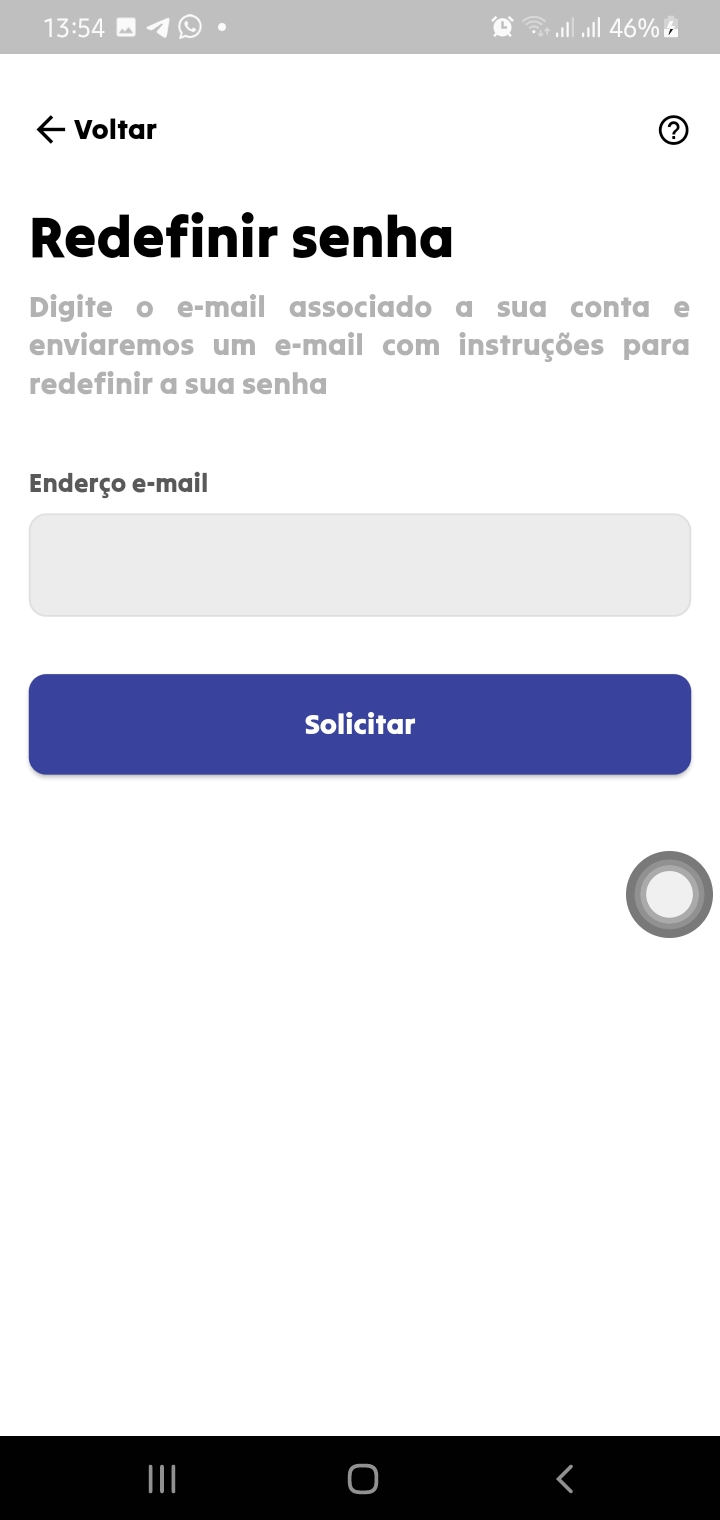 13:54
46%
Voltar
Redefinir senha
Digite o e-mail associado a sua conta e
enviaremos um e-mail com instruções para
redefinir a sua senha
Enderço e-mail
Solicitar